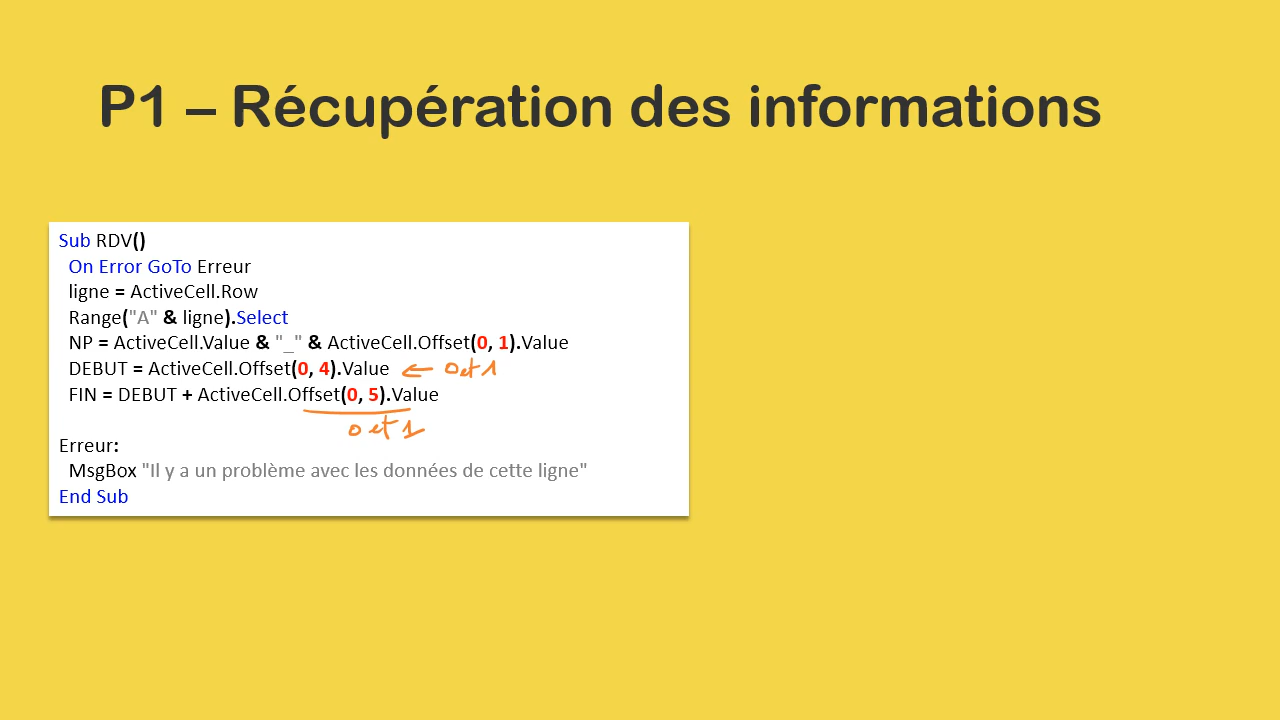 P1 – Récupération des informations
Sub RDV()
On Error GoTo Erreur
ligne = ActiveCell.Row
Range("A" & ligne).Select
NP = ActiveCell.Value & "_" & ActiveCell.Offset(0, 1).Value
DEBUT = ActiveCell.Offset(0, 4).Value ← 0 et 1
FIN = DEBUT + ActiveCell.Offset(0, 5).Value
0 et 1
Erreur:
MsgBox "Il y a un problème avec les données de cette ligne"
End Sub